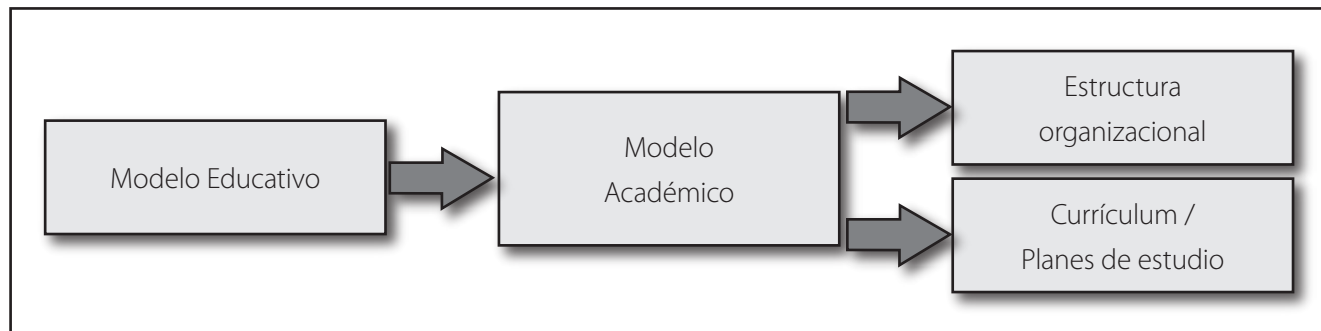 Modelo Educativo
Modelo
Académico
Estructura
organizacional
Currículum /
Planes de estudio